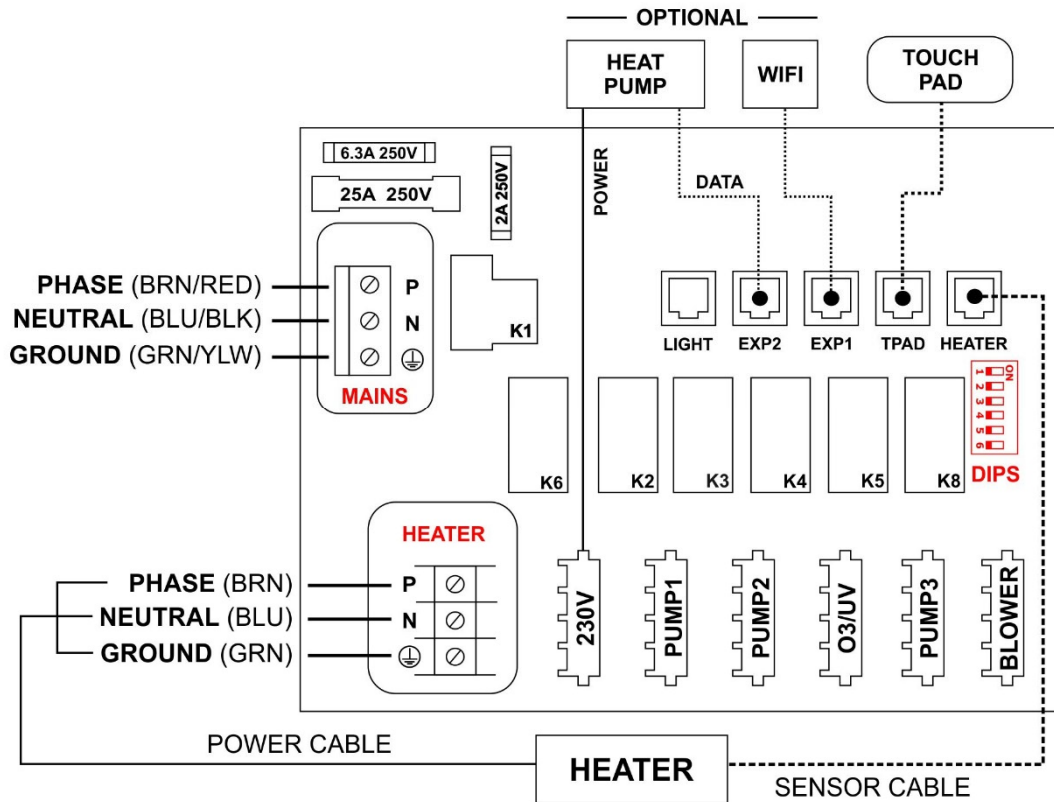 OPTIONAL
HEAT
PUMP
WIFI
TOUCH
PAD
6.3A 250V
25A 250V
2A 250V
POWER
DATA
PHASE (BRN/RED)
P
NEUTRAL (BLU/BLK)
N
GROUND (GRN/YLW)
MAINS
K1
LIGHT
EXP2
EXP1
TPAD
HEATER
ON
1
2
3
4
5
6
DIPS
K6
K2
K3
K4
K5
K8
HEATER
PHASE (BRN)
P
NEUTRAL (BLU)
N
GROUND (GRN)
230V
PUMP1
PUMP2
O3/UV
PUMP3
BLOWER
POWER CABLE
HEATER
SENSOR CABLE